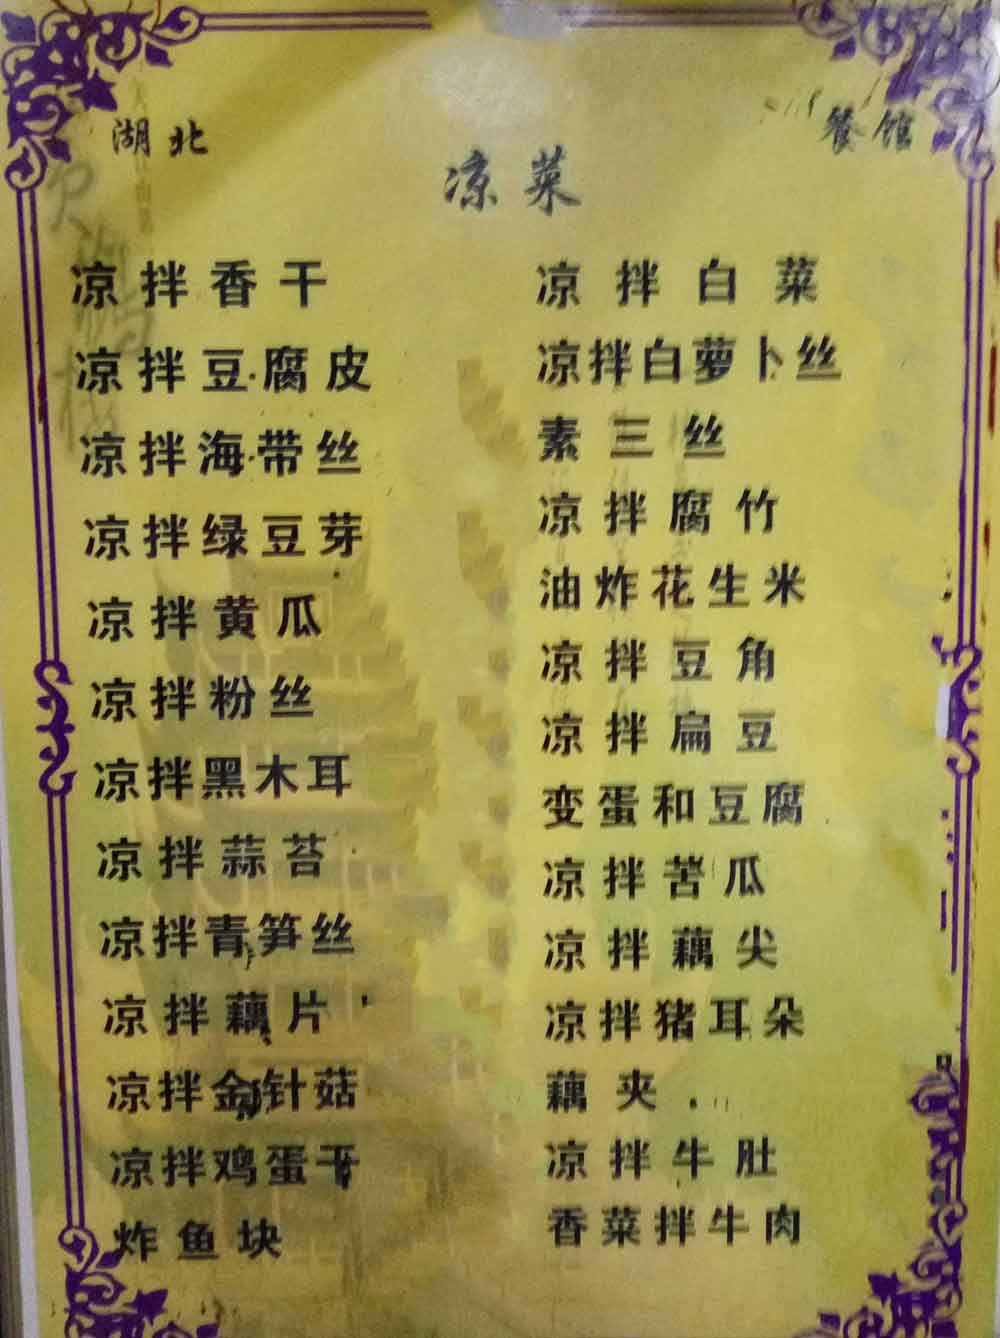 湖北
餐馆
凉菜
凉拌香干
凉拌豆腐皮
凉拌海带丝
凉拌绿豆芽
凉拌黄瓜
凉拌粉丝
凉拌黑木耳
凉拌蒜苔
凉拌青笋丝
凉拌藕片
凉拌金针菇
凉拌鸡蛋干
炸鱼块
凉拌白菜
凉拌白萝卜丝
素三丝
凉拌腐竹
油炸花生米
凉拌豆角
凉拌扁豆
变蛋和豆腐
凉拌苦瓜
凉拌藕尖
凉拌猪耳朵
藕夹
凉拌牛肚
香菜拌牛肉